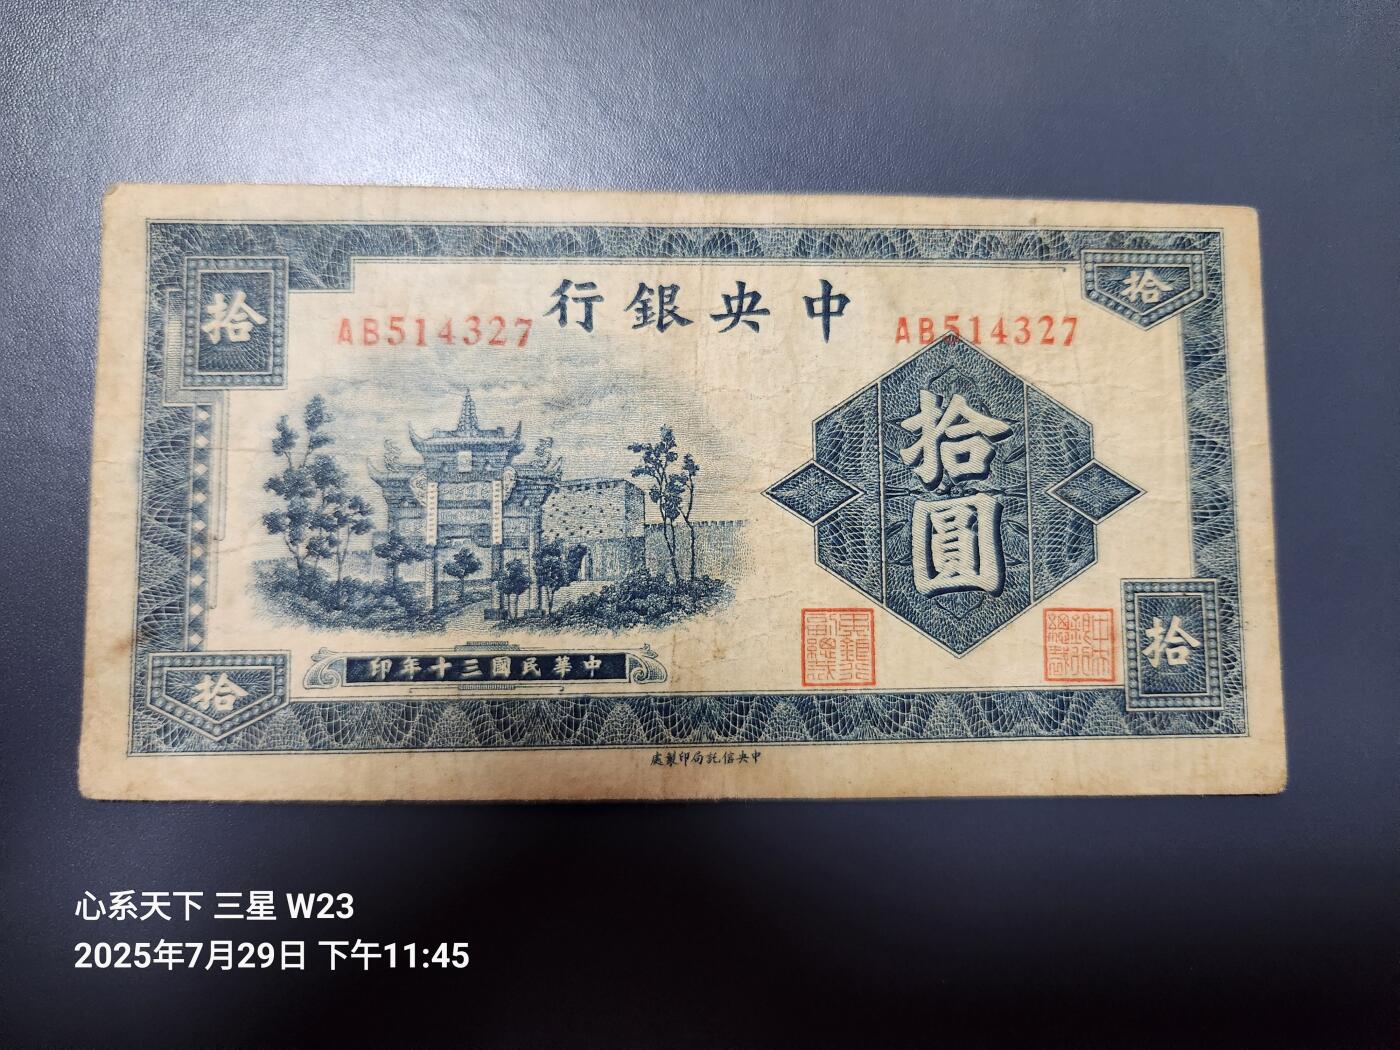 中央銀行
AB514327
AB514327
拾
拾
拾圓
中華民國三十年印
拾
拾
中央信託局印製處
心系天下 三星 W23
2025年7月29日 下午11:45